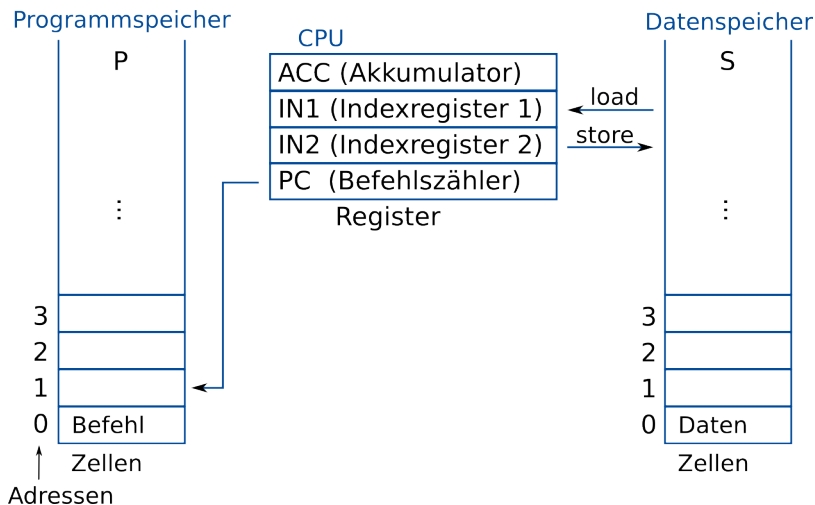 Programmspeicher
P
⋮
3
2
1
0 Befehl
Zellen
Adressen
CPU
ACC (Akkumulator)
IN1 (Indexregister 1)
IN2 (Indexregister 2)
PC (Befehlszähler)
Register
load
store
Datenspeicher
S
⋮
3
2
1
0 Daten
Zellen